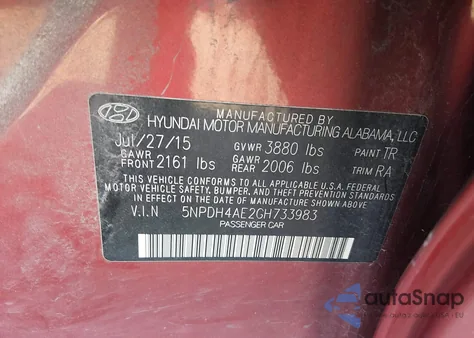 MANUFACTURED BY
HYUNDAI MOTOR MANUFACTURING ALABAMA, LLC
Jul/27/15 GVWR 3880 lbs PAINT TR
GAWR FRONT 2161 lbs GAWR REAR 2006 lbs TRIM RA
THIS VEHICLE CONFORMS TO ALL APPLICABLE U.S.A. FEDERAL
MOTOR VEHICLE SAFETY, BUMPER, AND THEFT PREVENTION
STANDARDS IN EFFECT ON THE DATE OF MANUFACTURE SHOWN ABOVE.
V.I.N 5NPDH4AE2GH733983
PASSENGER CAR
autoSnap